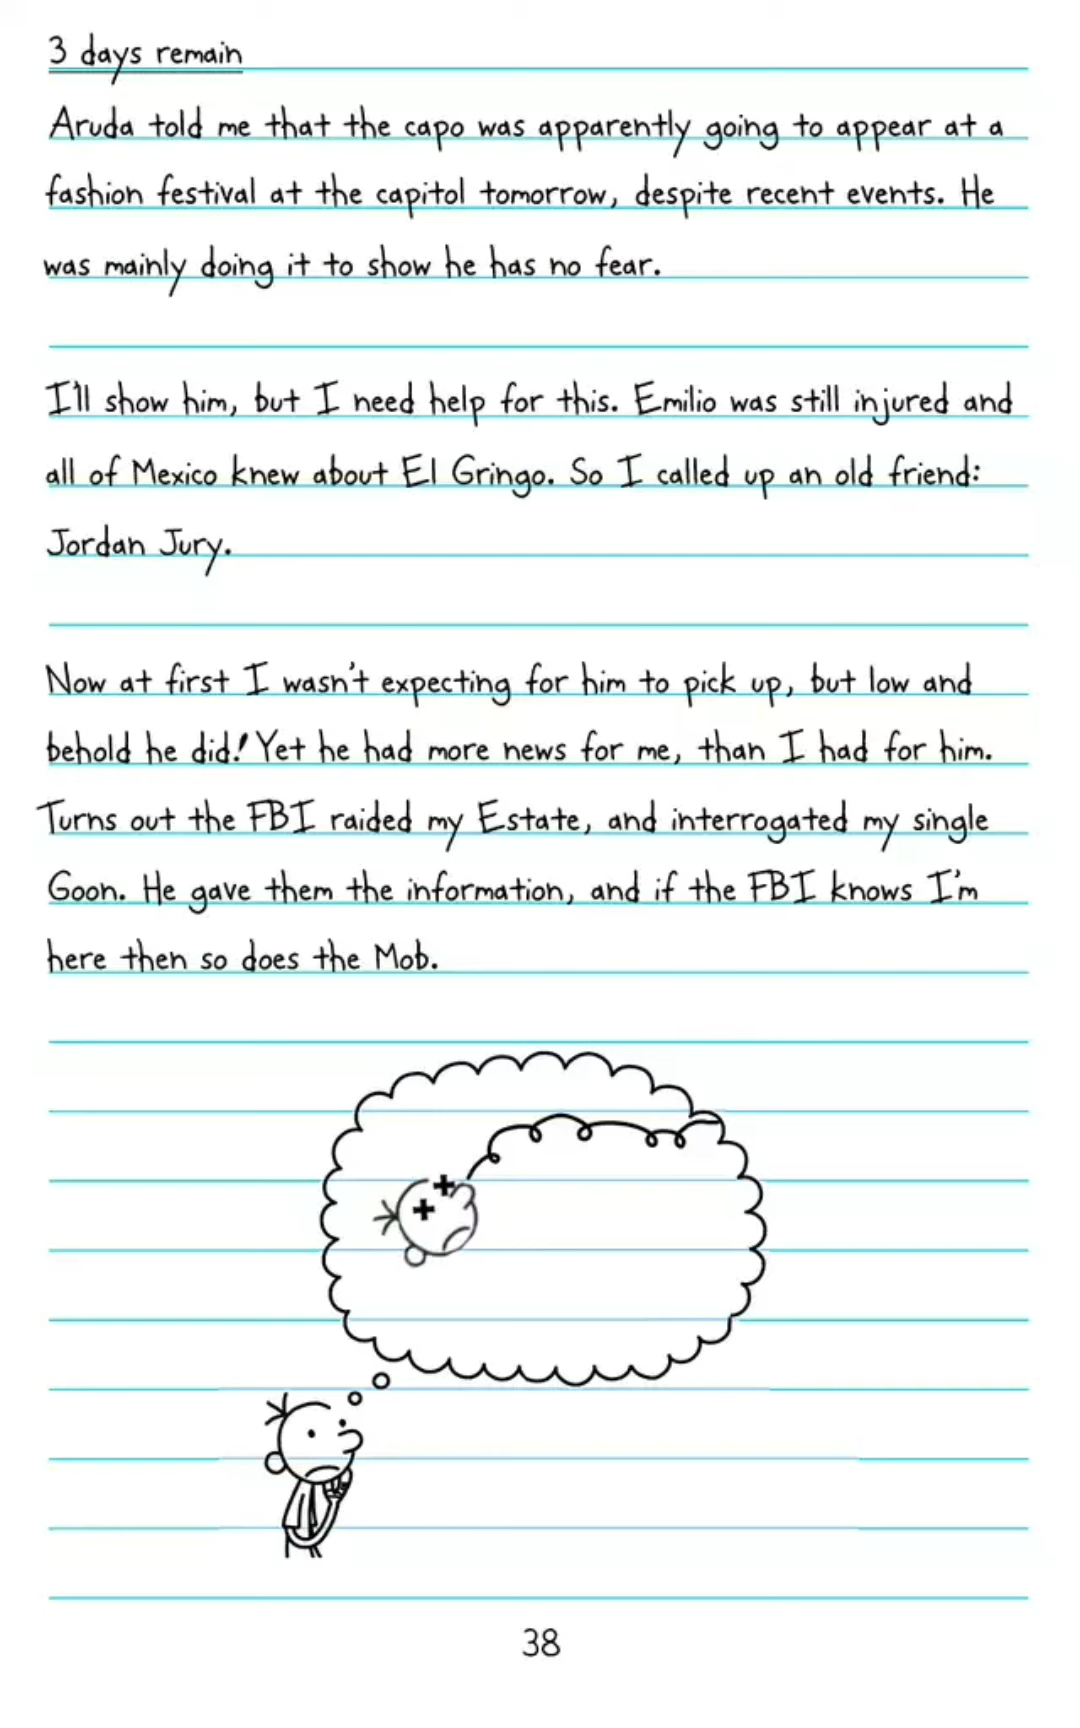 3 days remain
Aruda told me that the capo was apparently going to appear at a
fashion festival at the capitol tomorrow, despite recent events. He
was mainly doing it to show he has no fear.
I'll show him, but I need help for this. Emilio was still injured and
all of Mexico knew about El Gringo. So I called up an old friend:
Jordan Jury.
Now at first I wasn't expecting for him to pick up, but low and
behold he did! Yet he had more news for me, than I had for him.
Turns out the FBI raided my Estate, and interrogated my single
Goon. He gave them the information, and if the FBI knows I'm
here then so does the Mob.
38